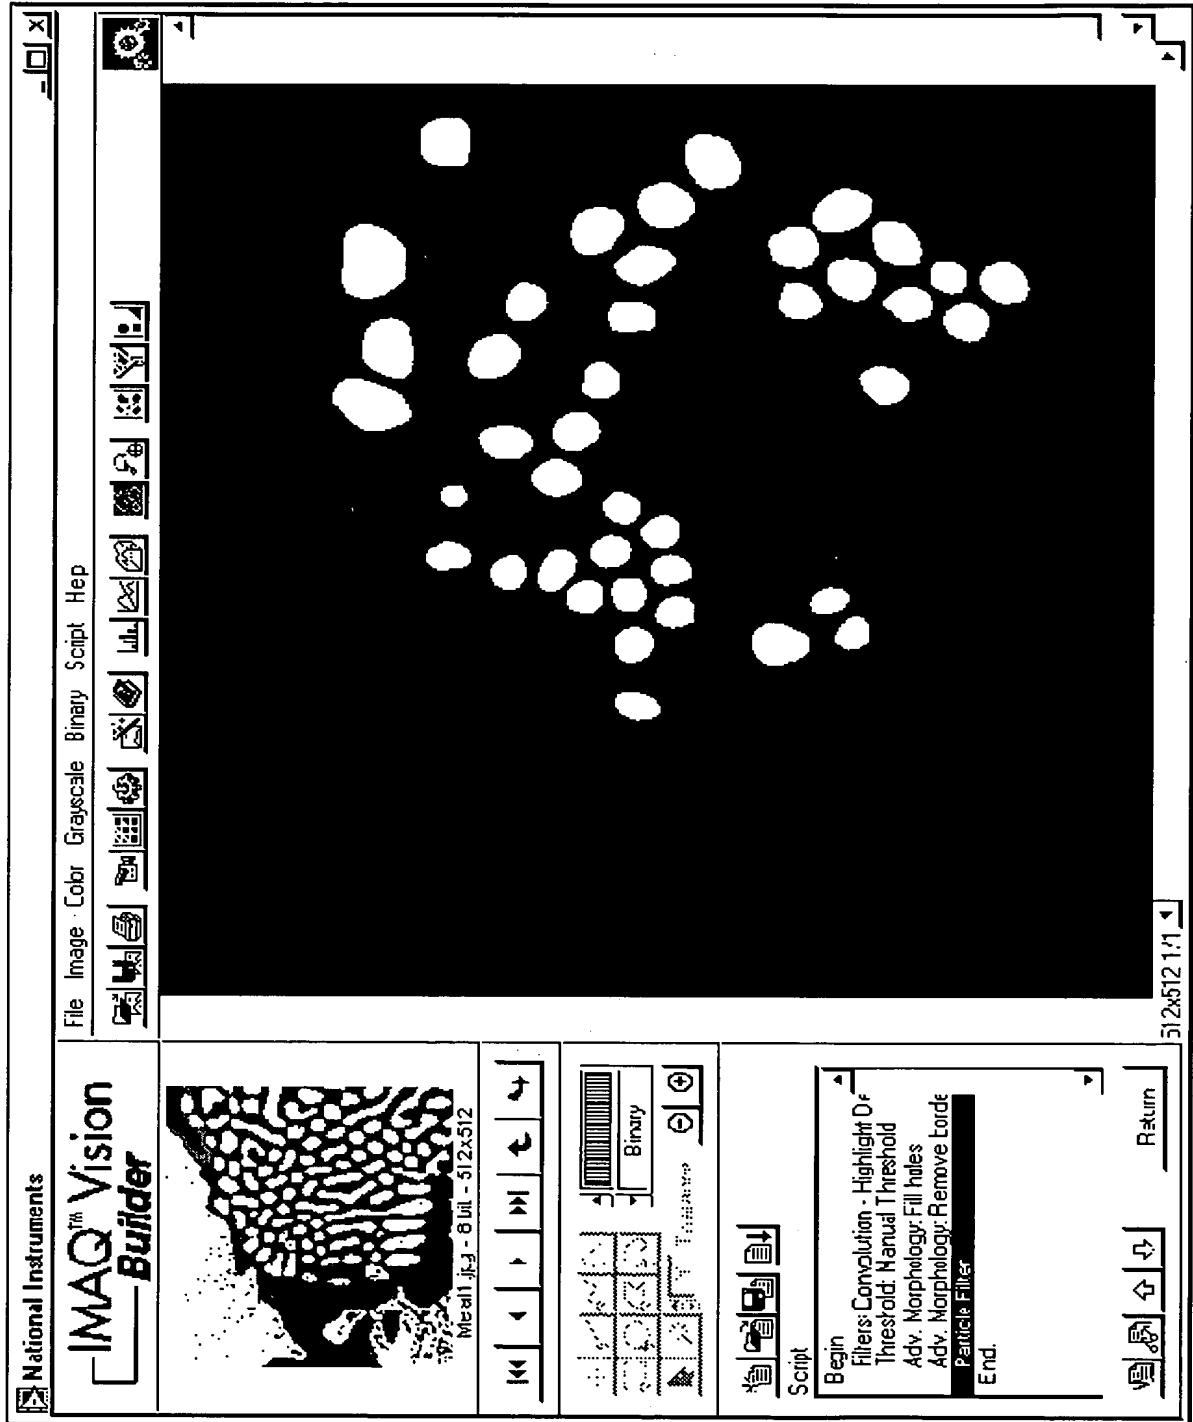 National Instruments
File Image Color Grayscale Binary Script Help
IMAQ™ Vision
Builder
Meat1.jpg - 8 bit - 512x512
Binary
Script
Begin
Filters: Convolution - Highlight De
Threshold: Manual Threshold
Adv. Morphology: Fill holes
Adv. Morphology: Remove borde
Particle Filter
End.
Return
512x512 1/1